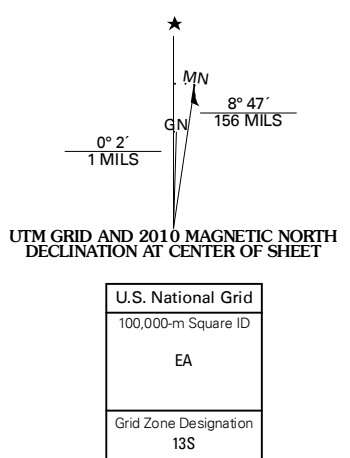 MN
8° 47´
156 MILS
GN
0° 2´
1 MILS
UTM GRID AND 2010 MAGNETIC NORTH
DECLINATION AT CENTER OF SHEET
U.S. National Grid
100,000-m Square ID
EA
Grid Zone Designation
13S